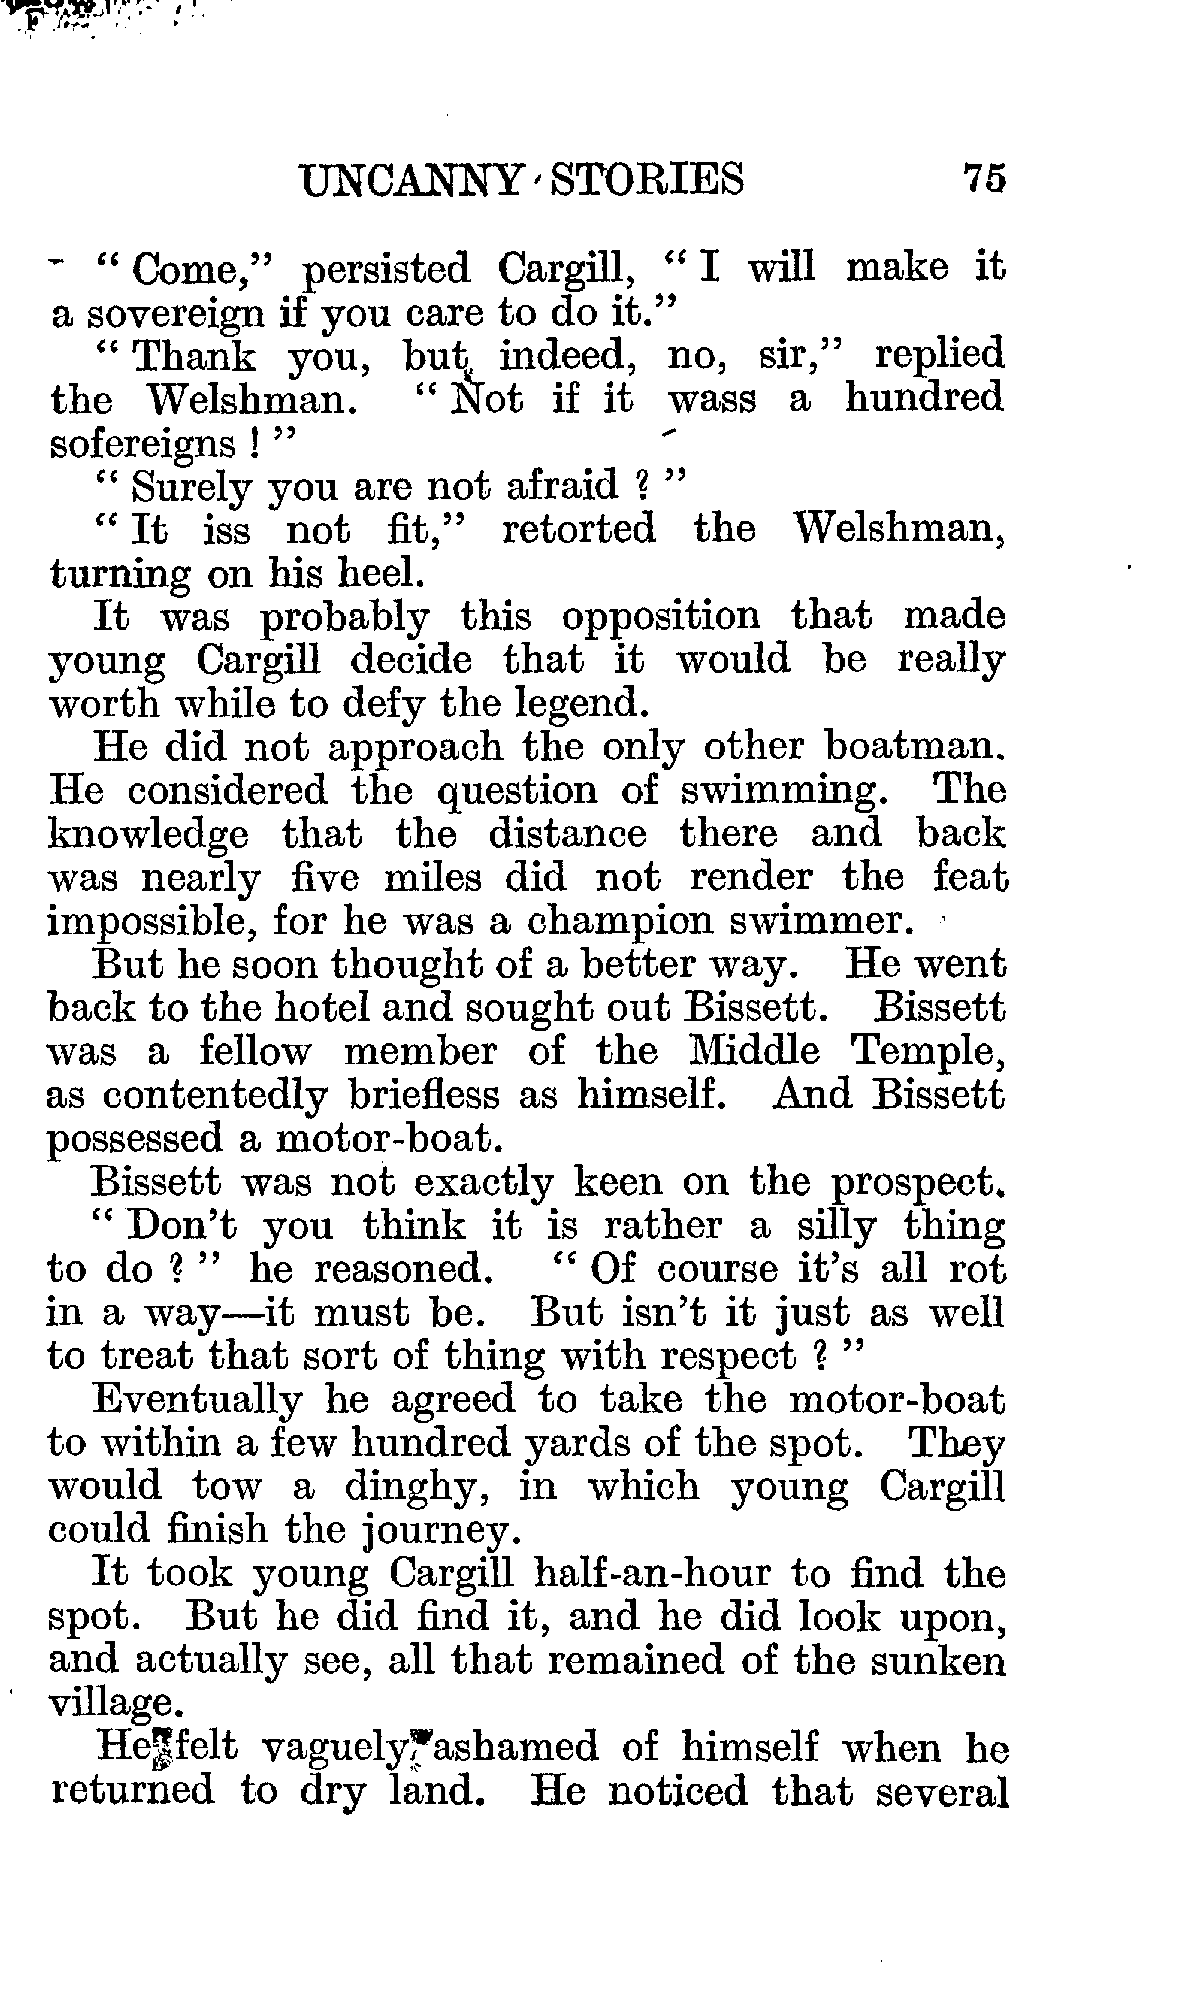 UNCANNY STORIES 75
“ Come,” persisted Cargill, “ I will make it
a sovereign if you care to do it.”
“ Thank you, but indeed, no, sir,” replied
the Welshman. “ Not if it wass a hundred
sofereigns ! ”
“ Surely you are not afraid ? ”
“ It iss not fit,” retorted the Welshman,
turning on his heel.
It was probably this opposition that made
young Cargill decide that it would be really
worth while to defy the legend.
He did not approach the only other boatman.
He considered the question of swimming. The
knowledge that the distance there and back
was nearly five miles did not render the feat
impossible, for he was a champion swimmer.
But he soon thought of a better way. He went
back to the hotel and sought out Bissett. Bissett
was a fellow member of the Middle Temple,
as contentedly briefless as himself. And Bissett
possessed a motor-boat.
Bissett was not exactly keen on the prospect.
“ Don’t you think it is rather a silly thing
to do ? ” he reasoned. “ Of course it’s all rot
in a way—it must be. But isn’t it just as well
to treat that sort of thing with respect ? ”
Eventually he agreed to take the motor-boat
to within a few hundred yards of the spot. They
would tow a dinghy, in which young Cargill
could finish the journey.
It took young Cargill half-an-hour to find the
spot. But he did find it, and he did look upon,
and actually see, all that remained of the sunken
village.
He felt vaguely ashamed of himself when he
returned to dry land. He noticed that several